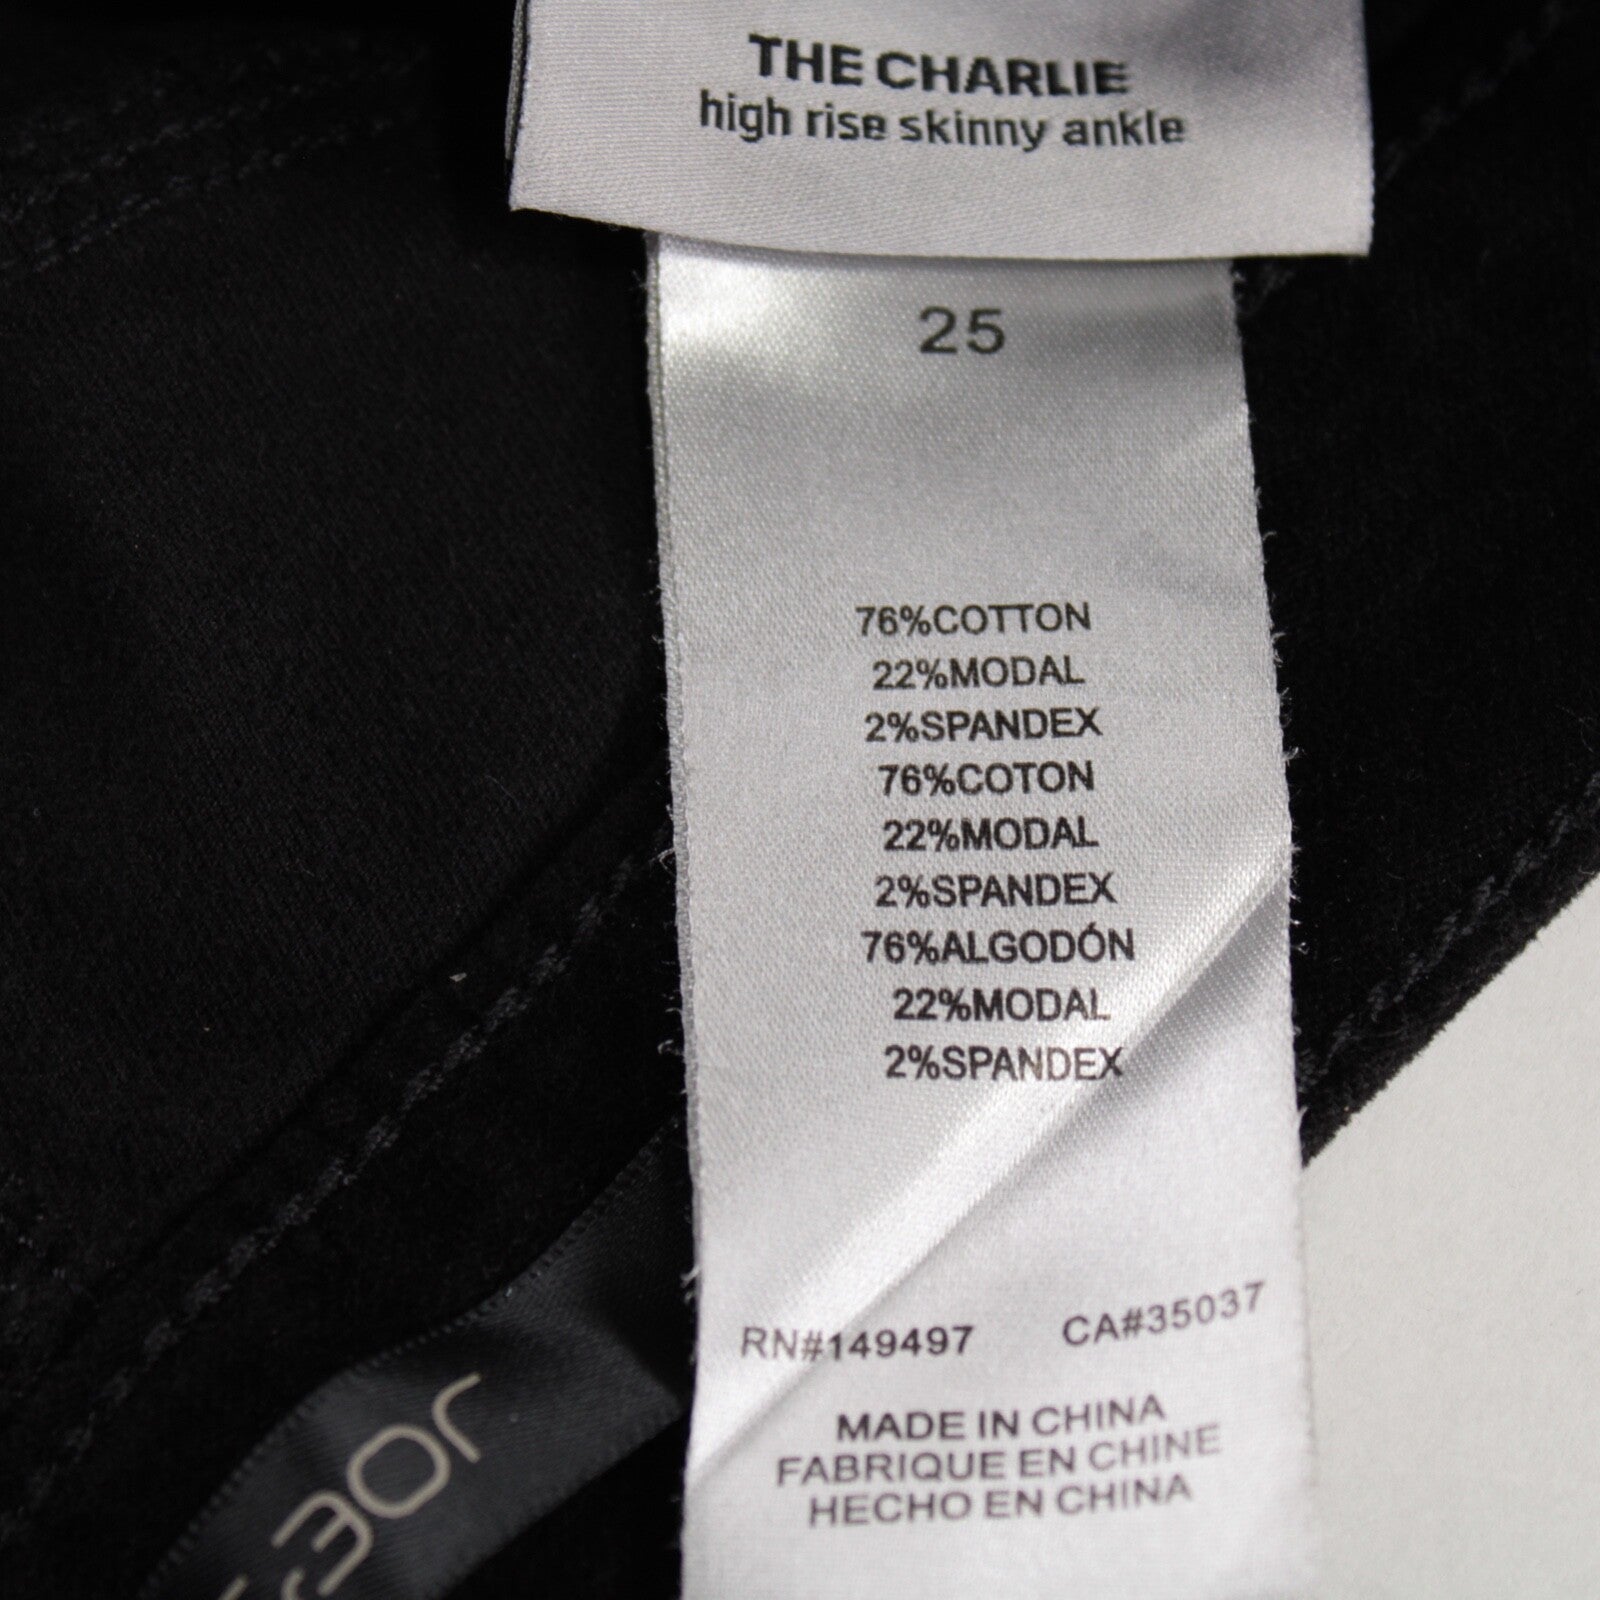 THE CHARLIE
high rise skinny ankle
25
76%COTTON
22%MODAL
2%SPANDEX
76%COTON
22%MODAL
2%SPANDEX
76%ALGODÓN
22%MODAL
2%SPANDEX
RN#149497 CA#35037
MADE IN CHINA
FABRIQUE EN CHINE
HECHO EN CHINA